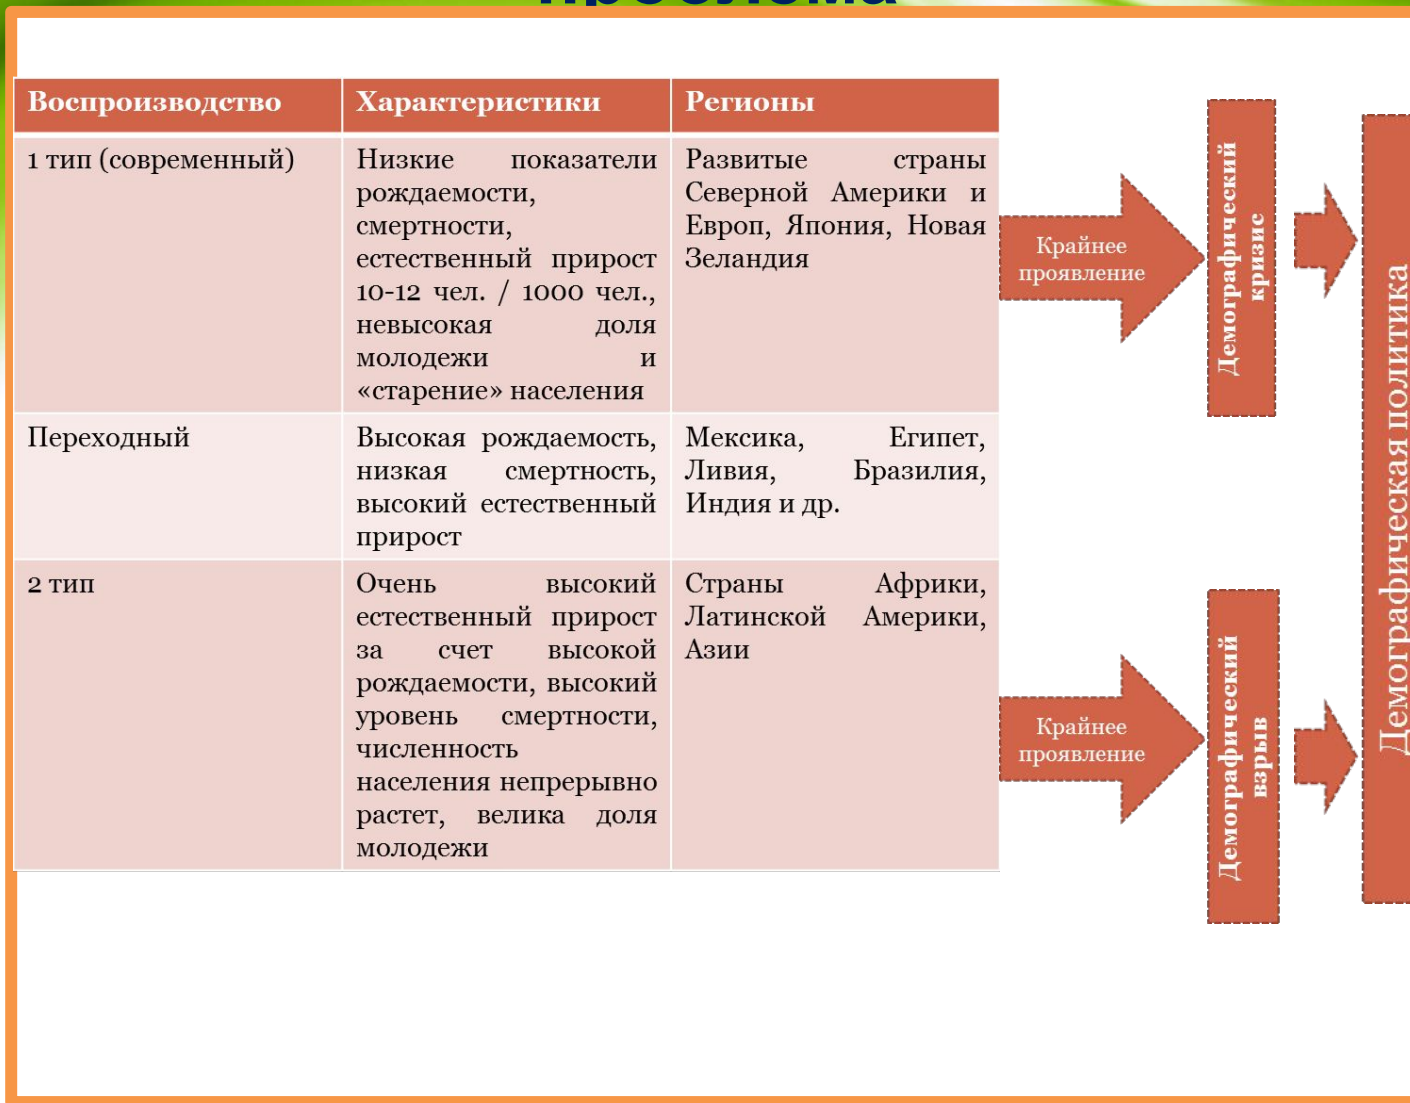 проблема
Воспроизводство
Характеристики
Регионы
1 тип (современный)
Низкие показатели
рождаемости,
смертности,
естественный прирост
10-12 чел. / 1000 чел.,
невысокая доля
молодежи и
«старение» населения
Развитые страны
Северной Америки и
Европ, Япония, Новая
Зеландия
Переходный
Высокая рождаемость,
низкая смертность,
высокий естественный
прирост
Мексика, Египет,
Ливия, Бразилия,
Индия и др.
2 тип
Очень высокий
естественный прирост
за счет высокой
рождаемости, высокий
уровень смертности,
численность
населения непрерывно
растет, велика доля
молодежи
Страны Африки,
Латинской Америки,
Азии
Крайнее
проявление
Демографический
кризис
Крайнее
проявление
Демографический
взрыв
Демографическая политика